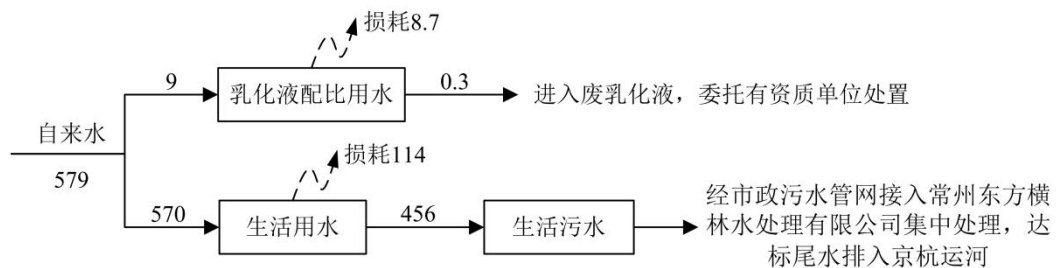 损耗8.7
9
乳化液配比用水
0.3
进入废乳化液，委托有资质单位处置
自来水
579
损耗114
570
生活用水
456
生活污水
经市政污水管网接入常州东方横
林水处理有限公司集中处理，达
标尾水排入京杭运河